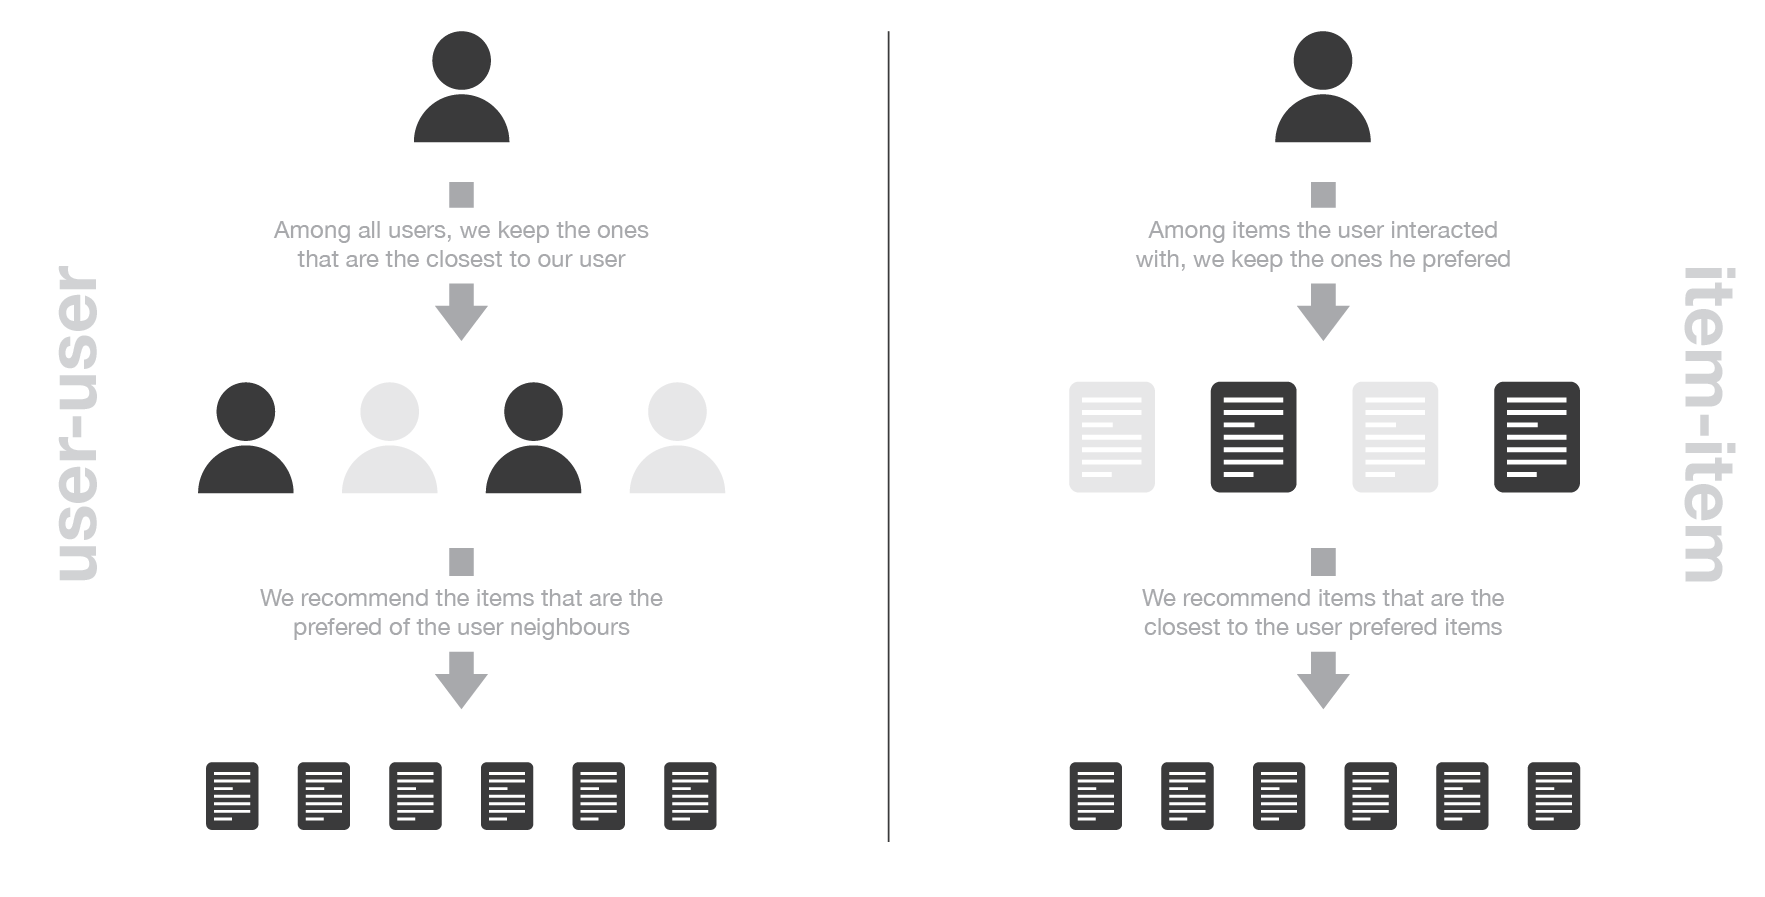 user-user
Among all users, we keep the ones
that are the closest to our user
We recommend the items that are the
prefered of the user neighbours
Among items the user interacted
with, we keep the ones he prefered
We recommend items that are the
closest to the user prefered items
item-item